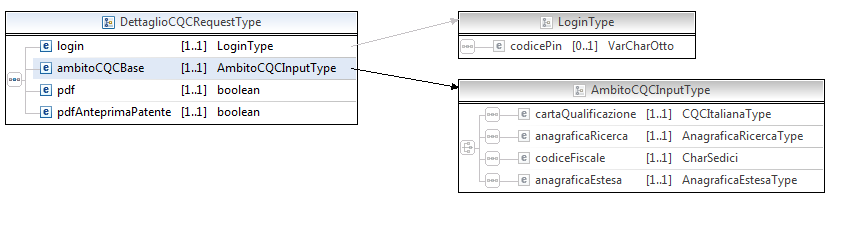 DettaglioCQCRequestType
login [1..1] LoginType
ambitoCQCBase [1..1] AmbitoCQCInputType
pdf [1..1] boolean
pdfAnteprimaPatente [1..1] boolean
LoginType
codicePin [0..1] VarCharOtto
AmbitoCQCInputType
cartaQualificazione [1..1] CQCItalianaType
anagraficaRicerca [1..1] AnagraficaRicercaType
codiceFiscale [1..1] CharSedici
anagraficaEstesa [1..1] AnagraficaEstesaType